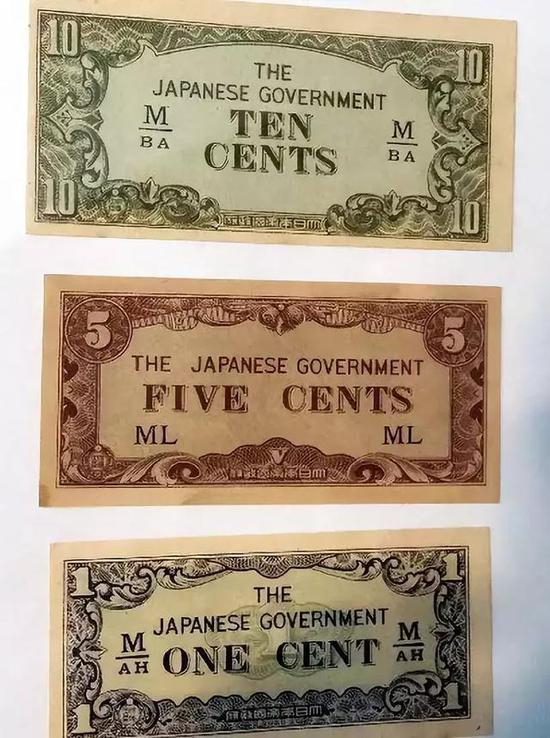 10 10
THE
JAPANESE GOVERNMENT
M TEN M
BA CENTS BA
10 10
5 5
THE JAPANESE GOVERNMENT
FIVE CENTS
ML ML
1 1
THE
JAPANESE GOVERNMENT
M ONE CENT M
AH AH
1 1